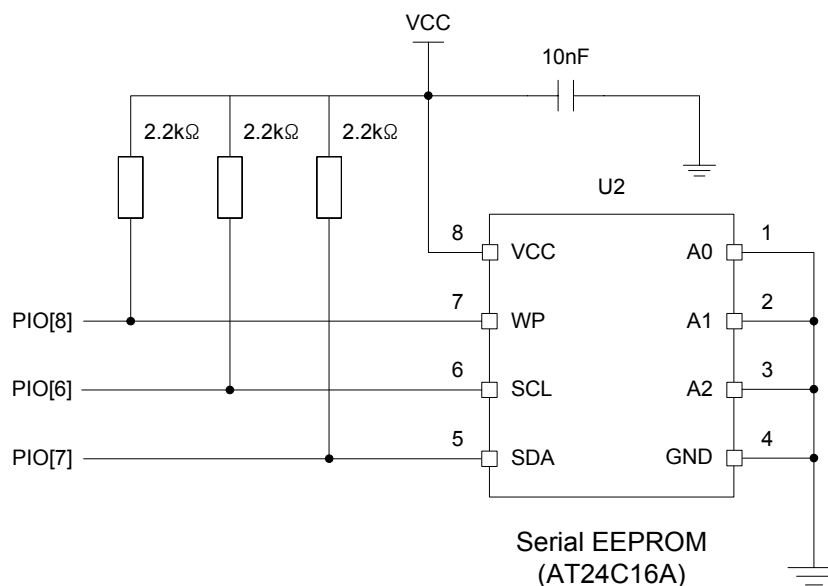 VCC
10nF
2.2kΩ 2.2kΩ 2.2kΩ
U2
8 VCC A0 1
PIO[8] 7 WP A1 2
PIO[6] 6 SCL A2 3
PIO[7] 5 SDA GND 4
Serial EEPROM
(AT24C16A)